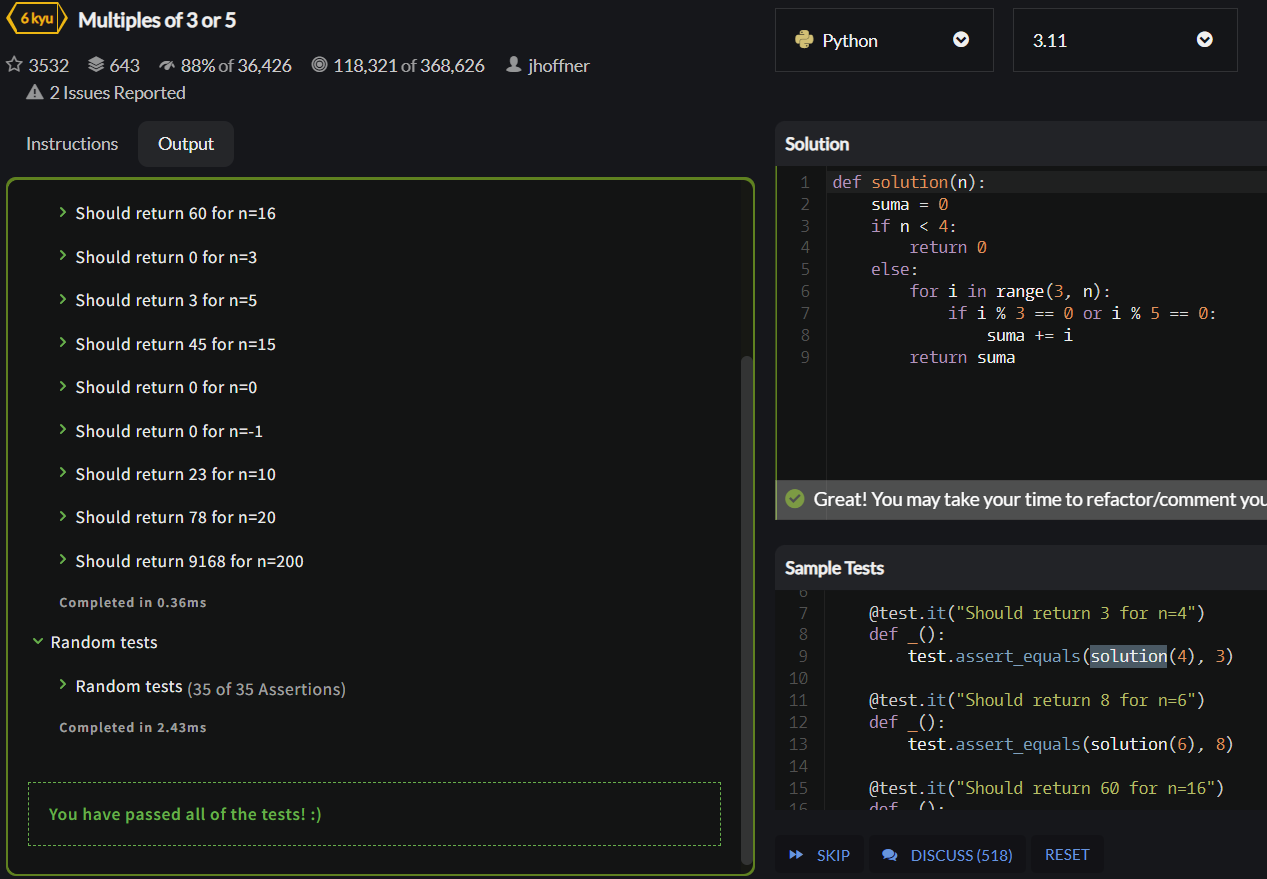 6 kyu Multiples of 3 or 5
3532 643 88% of 36,426 118,321 of 368,626 jhoffner
2 Issues Reported
Instructions Output
Should return 60 for n=16
Should return 0 for n=3
Should return 3 for n=5
Should return 45 for n=15
Should return 0 for n=0
Should return 0 for n=-1
Should return 23 for n=10
Should return 78 for n=20
Should return 9168 for n=200
Completed in 0.36ms
Random tests
Random tests (35 of 35 Assertions)
Completed in 2.43ms
You have passed all of the tests! :)
Python 3.11
Solution
1 def solution(n):
2 suma = 0
3 if n < 4:
4 return 0
5 else:
6 for i in range(3, n):
7 if i % 3 == 0 or i % 5 == 0:
8 suma += i
9 return suma
Great! You may take your time to refactor/comment you
Sample Tests
6
7 @test.it("Should return 3 for n=4")
8 def _():
9 test.assert_equals(solution(4), 3)
10
11 @test.it("Should return 8 for n=6")
12 def _():
13 test.assert_equals(solution(6), 8)
14
15 @test.it("Should return 60 for n=16")
16 def _():
SKIP DISCUSS (518) RESET